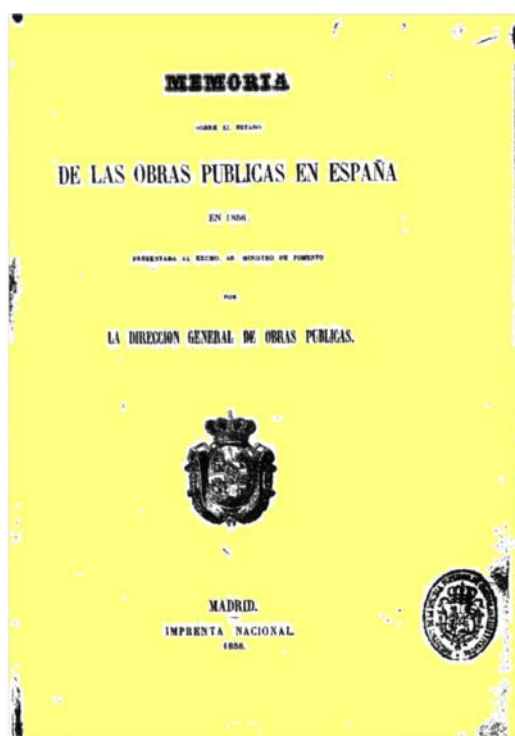 MEMORIA
SOBRE EL ESTADO
DE LAS OBRAS PUBLICAS EN ESPAÑA
EN 1856.
PRESENTADA AL EXCMO. SR. MINISTRO DE FOMENTO
POR
LA DIRECCION GENERAL DE OBRAS PUBLICAS.
MADRID.
IMPRENTA NACIONAL.
1856.